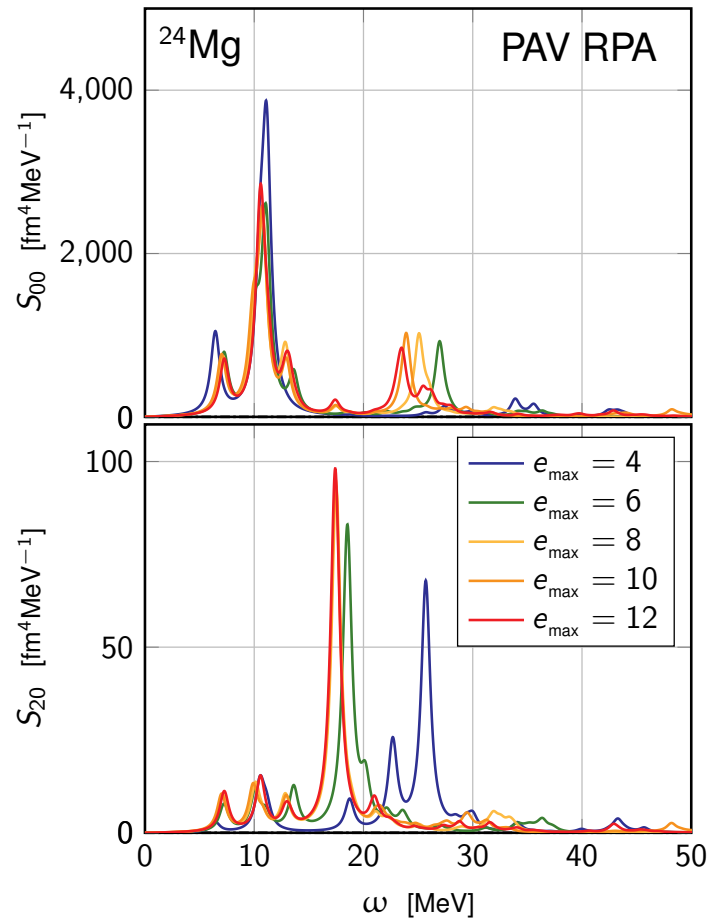 ²⁴Mg PAV RPA
4,000
2,000
0
S₀₀ [fm⁴MeV⁻¹]
100
50
0
S₂₀ [fm⁴MeV⁻¹]
eₘₐₓ = 4
eₘₐₓ = 6
eₘₐₓ = 8
eₘₐₓ = 10
eₘₐₓ = 12
0 10 20 30 40 50
ω [MeV]